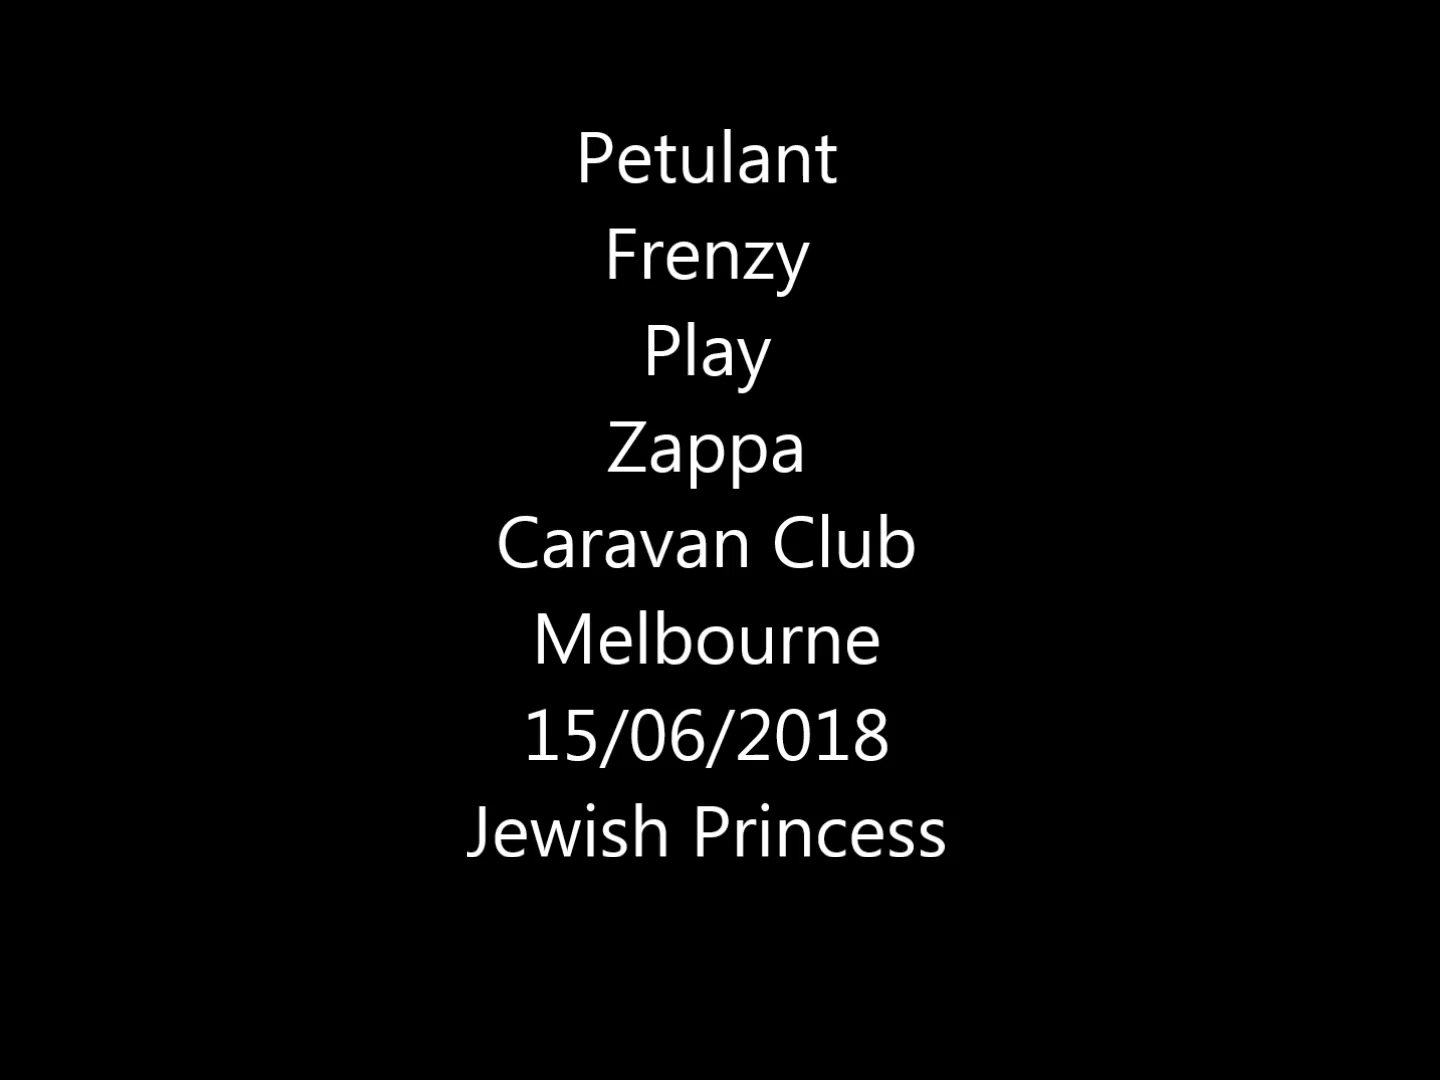 Petulant
Frenzy
Play
Zappa
Caravan Club
Melbourne
15/06/2018
Jewish Princess